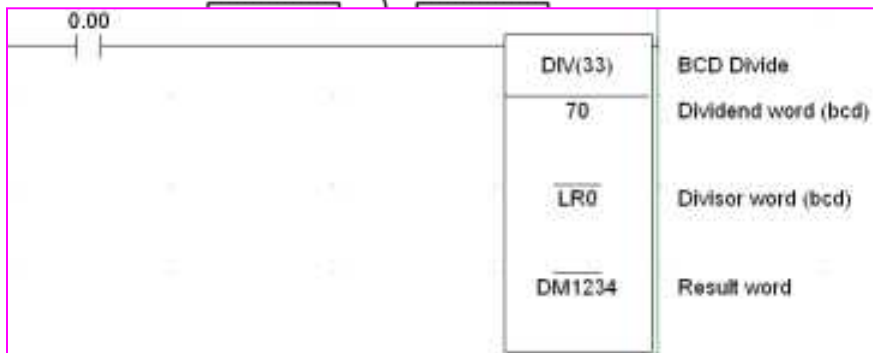 0.00
DIV(33) BCD Divide
70 Dividend word (bcd)
LR0 Divisor word (bcd)
DM1234 Result word